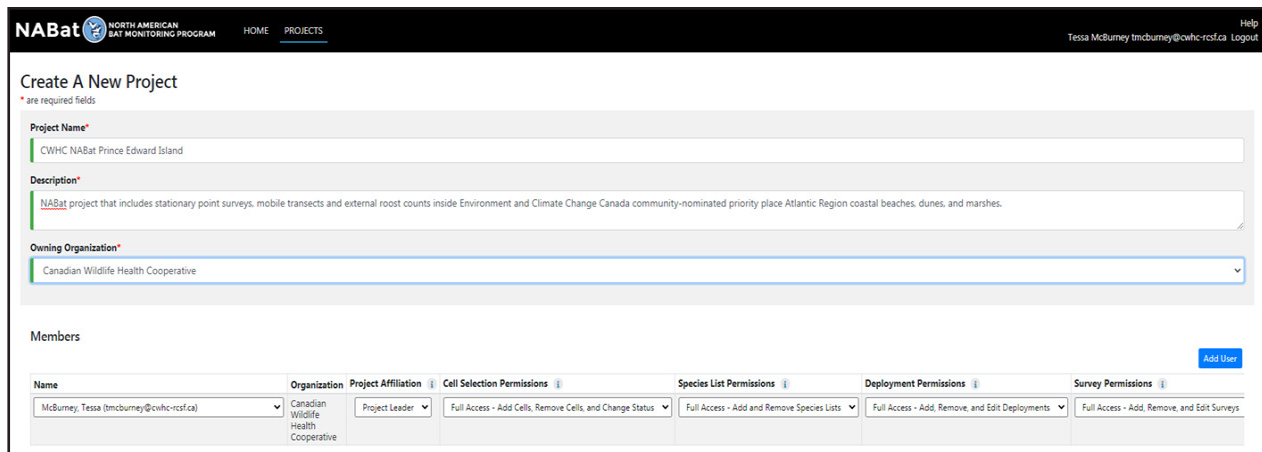 Help
NABat NORTH AMERICAN BAT MONITORING PROGRAM HOME PROJECTS
Tessa McBurney tmcburney@cwhc-rcsf.ca Logout
Create A New Project
* are required fields
Project Name*
CWHC NABat Prince Edward Island
Description*
NABat project that includes stationary point surveys, mobile transects and external roost counts inside Environment and Climate Change Canada community-nominated priority place Atlantic Region coastal beaches, dunes, and marshes.
Owning Organization*
Canadian Wildlife Health Cooperative
Members
Add User
Name Organization Project Affiliation i Cell Selection Permissions i Species List Permissions i Deployment Permissions i Survey Permissions i
McBurney, Tessa (tmcburney@cwhc-rcsf.ca) Canadian Wildlife Health Cooperative Project Leader Full Access - Add Cells, Remove Cells, and Change Status Full Access - Add and Remove Species Lists Full Access - Add, Remove, and Edit Deployments Full Access - Add, Remove, and Edit Surveys